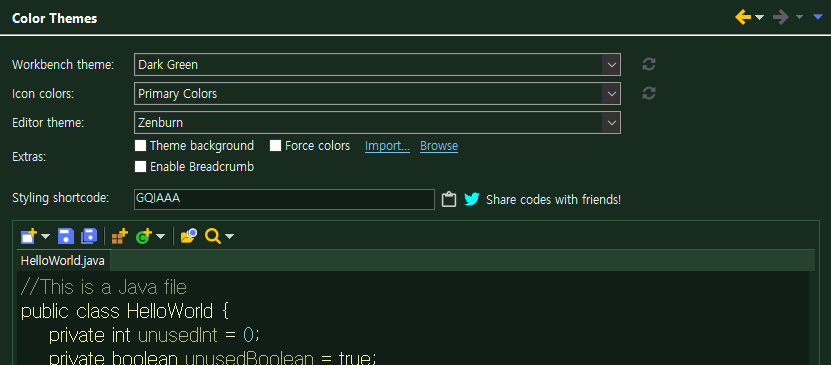 Color Themes
Workbench theme: Dark Green
Icon colors: Primary Colors
Editor theme: Zenburn
Extras: Theme background Force colors Import... Browse
Enable Breadcrumb
Styling shortcode: GQIAAA Share codes with friends!
HelloWorld.java
//This is a Java file
public class HelloWorld {
private int unusedInt = 0;
private boolean unusedBoolean = true;